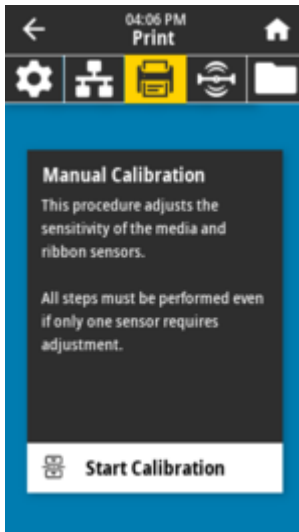 04:06 PM
Print
Manual Calibration
This procedure adjusts the
sensitivity of the media and
ribbon sensors.
All steps must be performed even
if only one sensor requires
adjustment.
Start Calibration